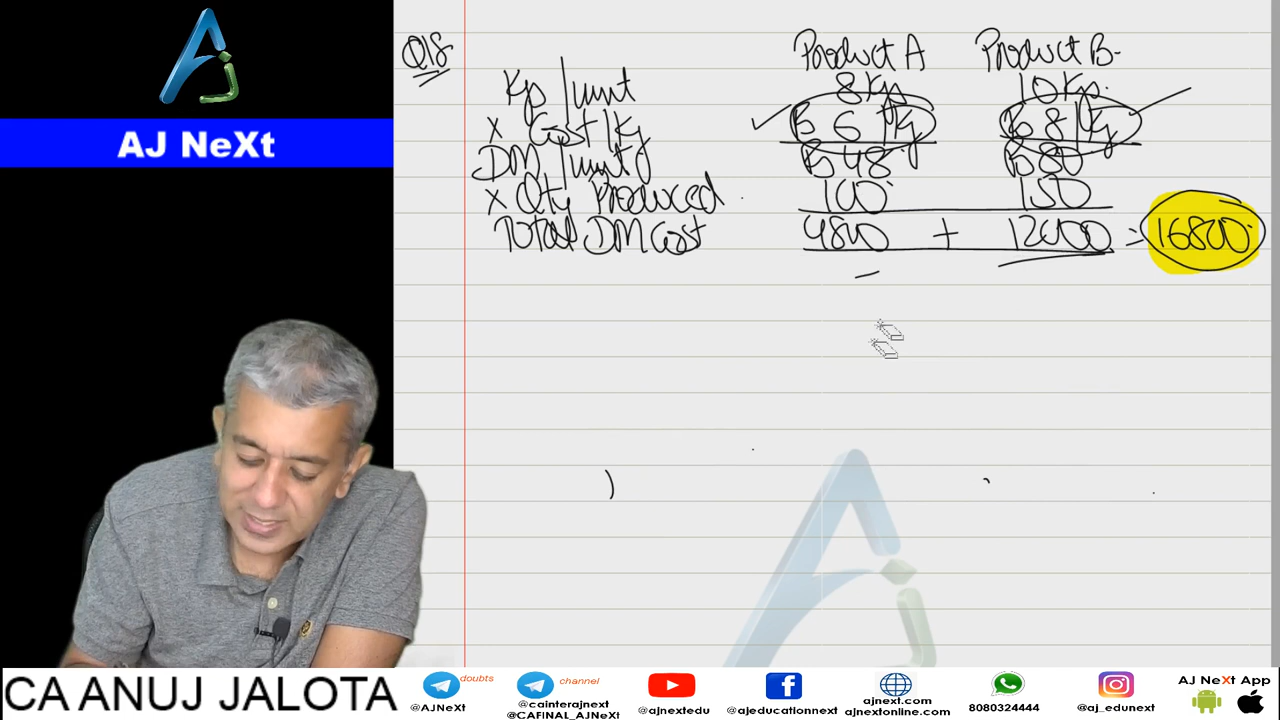 AJ NeXt
Q18
Product A Product B
Kg/unit 8 Kg 10 Kg.
x Cost/Kg ₨ 6/Kg ₨ 8/Kg
DM/unit ₨ 48 ₨ 80
x Qty Produced 100 150
Total DM Cost 4800 + 12000 = 16800
CA ANUJ JALOTA
doubts
@AJNeXt
channel
@cainterajnext
@CAFINAL_AJNeXt
@ajnextedu
@ajeducationnext
ajnext.com
ajnextonline.com
8080324444
@aj_edunext
AJ NeXt App